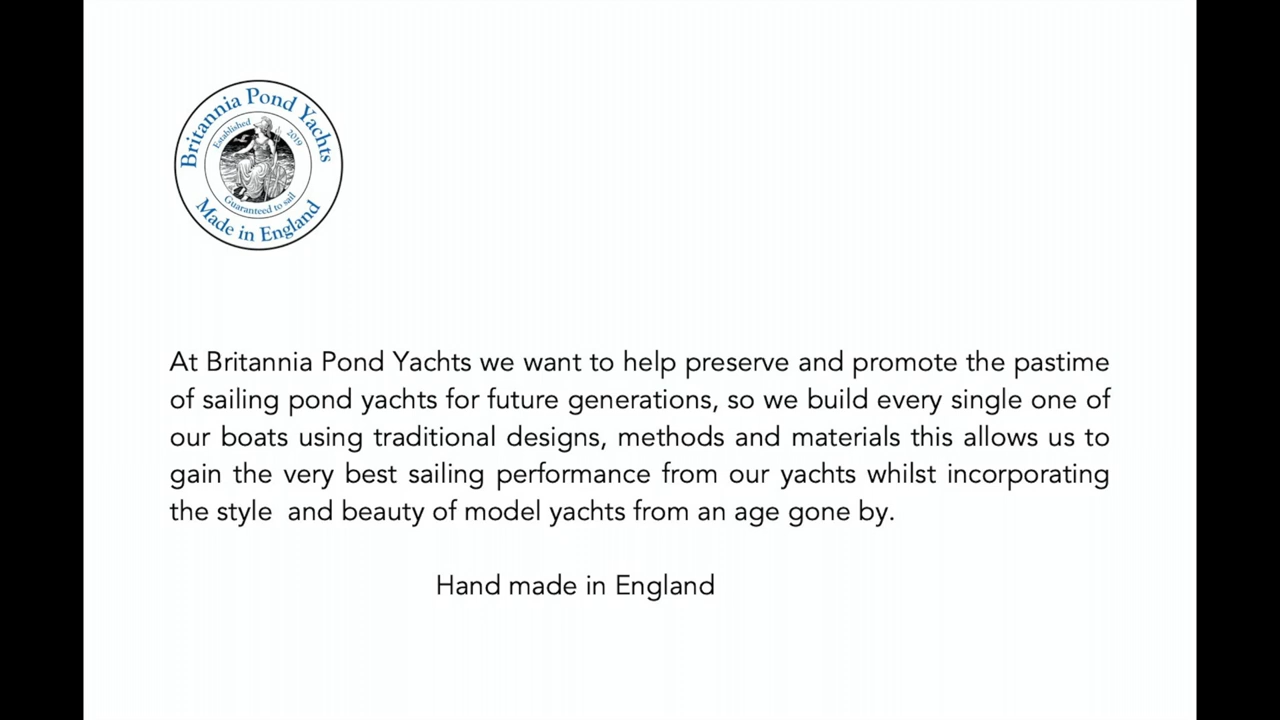 Britannia Pond Yachts
Established 2019
Guaranteed to sail
Made in England
At Britannia Pond Yachts we want to help preserve and promote the pastime
of sailing pond yachts for future generations, so we build every single one of
our boats using traditional designs, methods and materials this allows us to
gain the very best sailing performance from our yachts whilst incorporating
the style  and beauty of model yachts from an age gone by.
Hand made in England